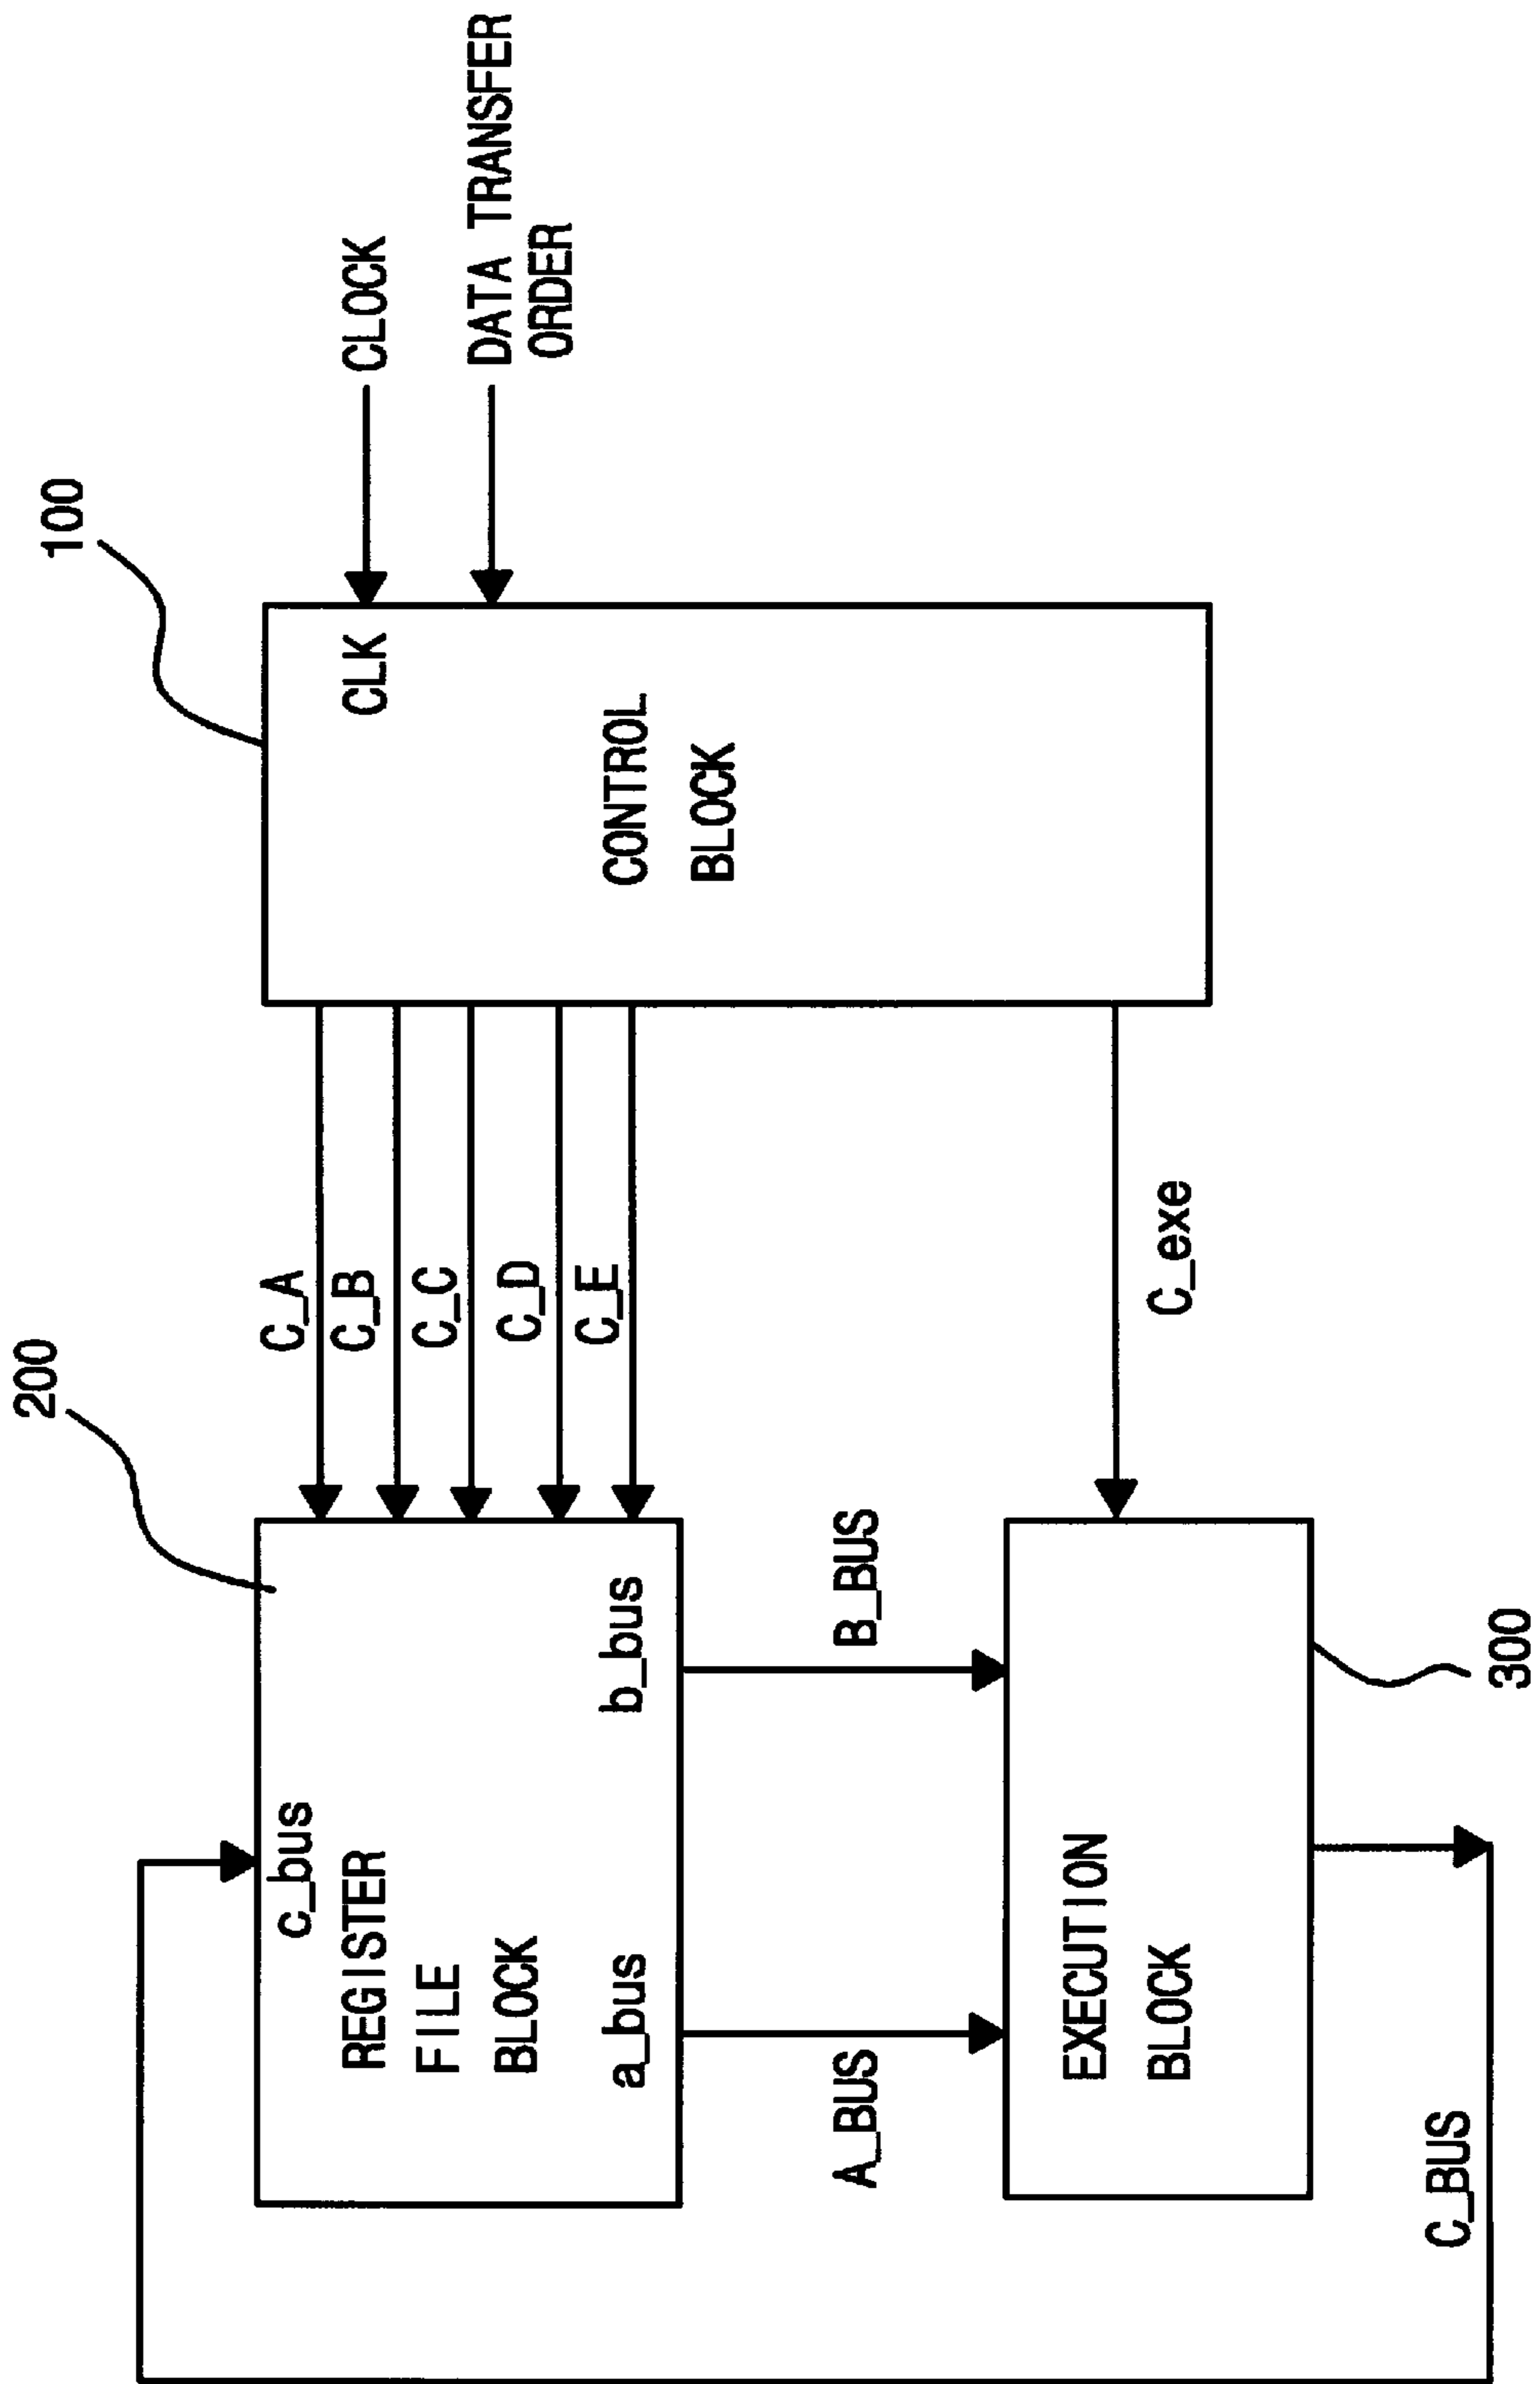 200
100
c_bus
REGISTER
FILE
BLOCK
a_bus
b_bus
C_A
C_B
C_C
C_D
C_E
CLK
CONTROL
BLOCK
CLOCK
DATA TRANSFER
ORDER
A_BUS
B_BUS
C_exe
EXECUTION
BLOCK
C_BUS
300